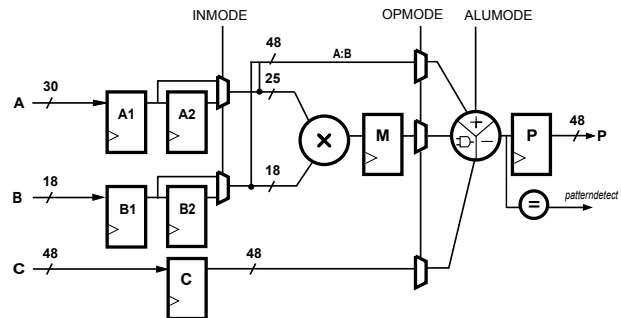 INMODE
OPMODE
ALUMODE
48
A:B
30
25
A
A1
A2
×
M
+
−
P
48
P
18
18
B
B1
B2
=
patterndetect
48
48
C
C